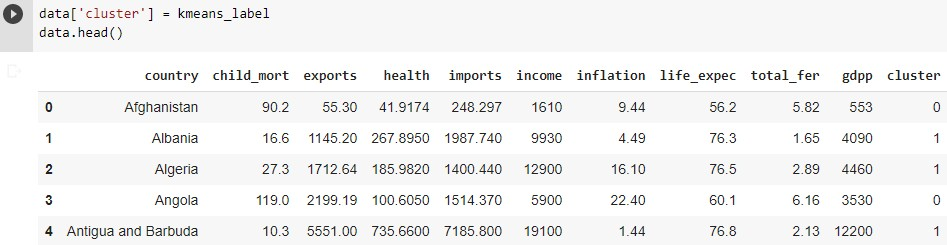 data['cluster'] = kmeans_label
data.head()
country child_mort exports health imports income inflation life_expec total_fer gdpp cluster
0 Afghanistan 90.2 55.30 41.9174 248.297 1610 9.44 56.2 5.82 553 0
1 Albania 16.6 1145.20 267.8950 1987.740 9930 4.49 76.3 1.65 4090 1
2 Algeria 27.3 1712.64 185.9820 1400.440 12900 16.10 76.5 2.89 4460 1
3 Angola 119.0 2199.19 100.6050 1514.370 5900 22.40 60.1 6.16 3530 0
4 Antigua and Barbuda 10.3 5551.00 735.6600 7185.800 19100 1.44 76.8 2.13 12200 1